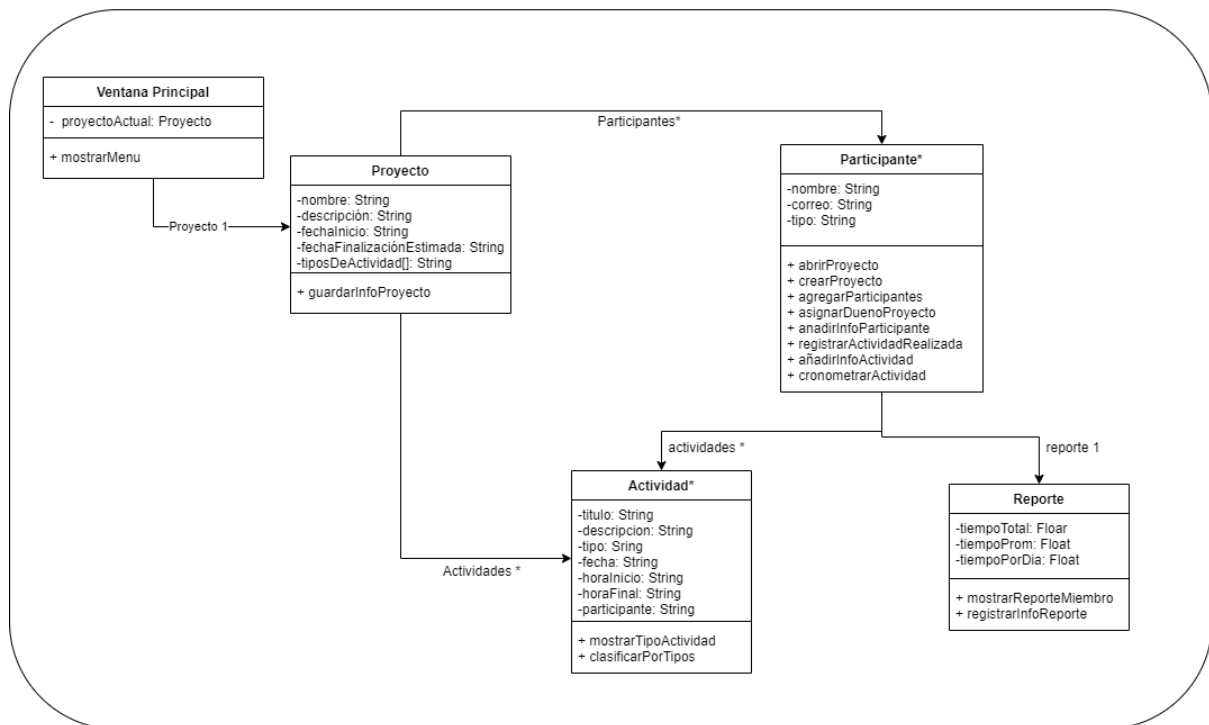 Ventana Principal
- proyectoActual: Proyecto
+ mostrarMenu
Proyecto 1
Proyecto
-nombre: String
-descripción: String
-fechaInicio: String
-fechaFinalizaciónEstimada: String
-tiposDeActividad[]: String
+ guardarInfoProyecto
Participantes*
Participante*
-nombre: String
-correo: String
-tipo: String
+ abrirProyecto
+ crearProyecto
+ agregarParticipantes
+ asignarDuenoProyecto
+ anadirInfoParticipante
+ registrarActividadRealizada
+ añadirInfoActividad
+ cronometrarActividad
actividades *
reporte 1
Actividades *
Actividad*
-titulo: String
-descripcion: String
-tipo: Sring
-fecha: String
-horaInicio: String
-horaFinal: String
-participante: String
+ mostrarTipoActividad
+ clasificarPorTipos
Reporte
-tiempoTotal: Floar
-tiempoProm: Float
-tiempoPorDia: Float
+ mostrarReporteMiembro
+ registrarInfoReporte